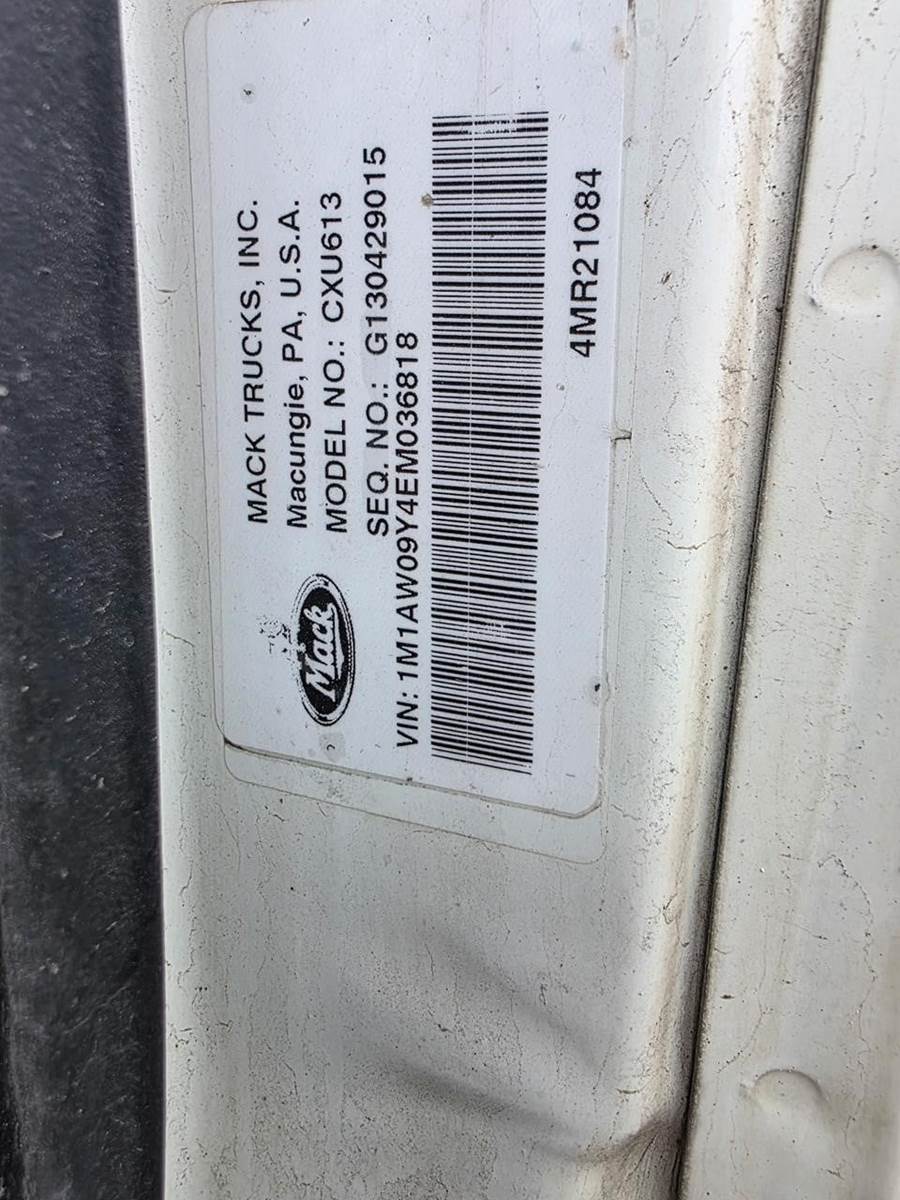 MACK TRUCKS, INC.
Macungie, PA, U.S.A.
MODEL NO.: CXU613
SEQ. NO.: G130429015
Mack
VIN: 1M1AW09Y4EM036818
4MR21084